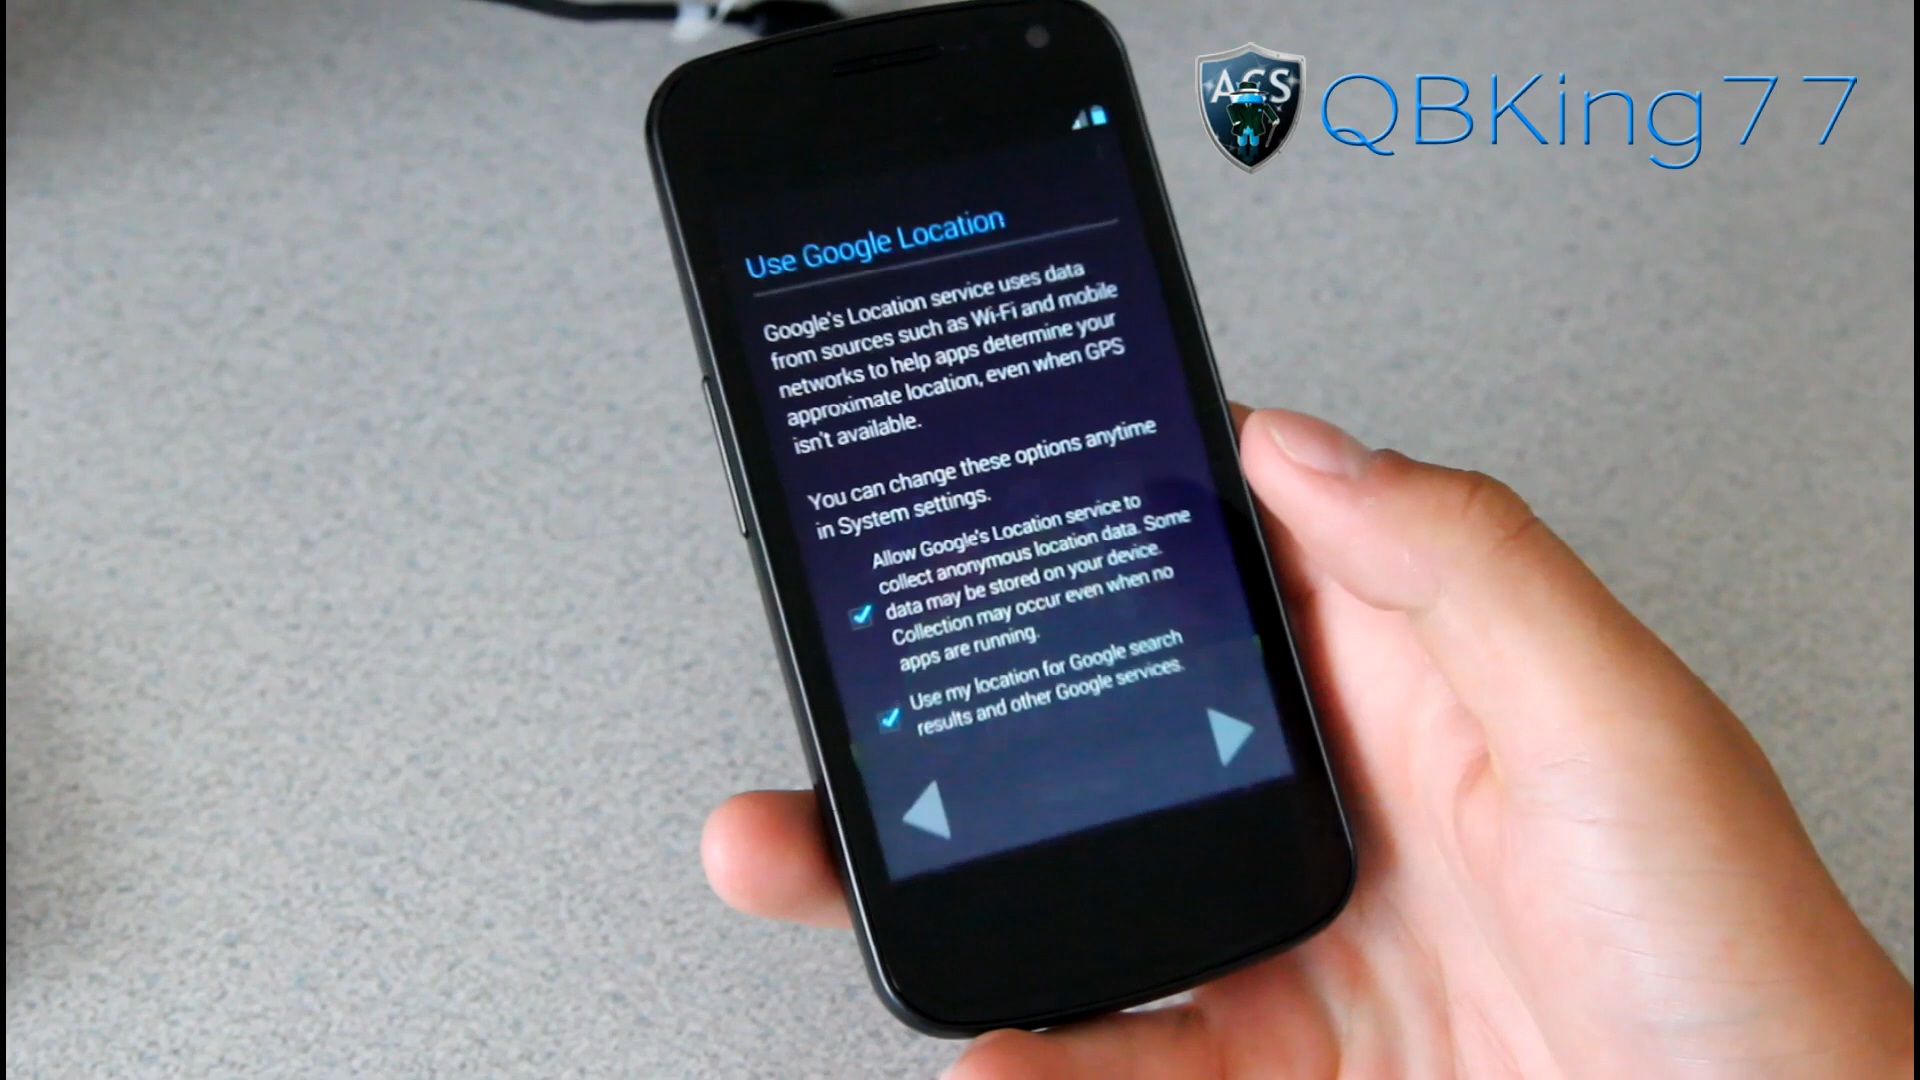 ACS QBKing77
Use Google Location
Google's Location service uses data
from sources such as Wi-Fi and mobile
networks to help apps determine your
approximate location, even when GPS
isn't available.
You can change these options anytime
in System settings.
Allow Google's Location service to
collect anonymous location data. Some
data may be stored on your device.
Collection may occur even when no
apps are running.
Use my location for Google search
results and other Google services.